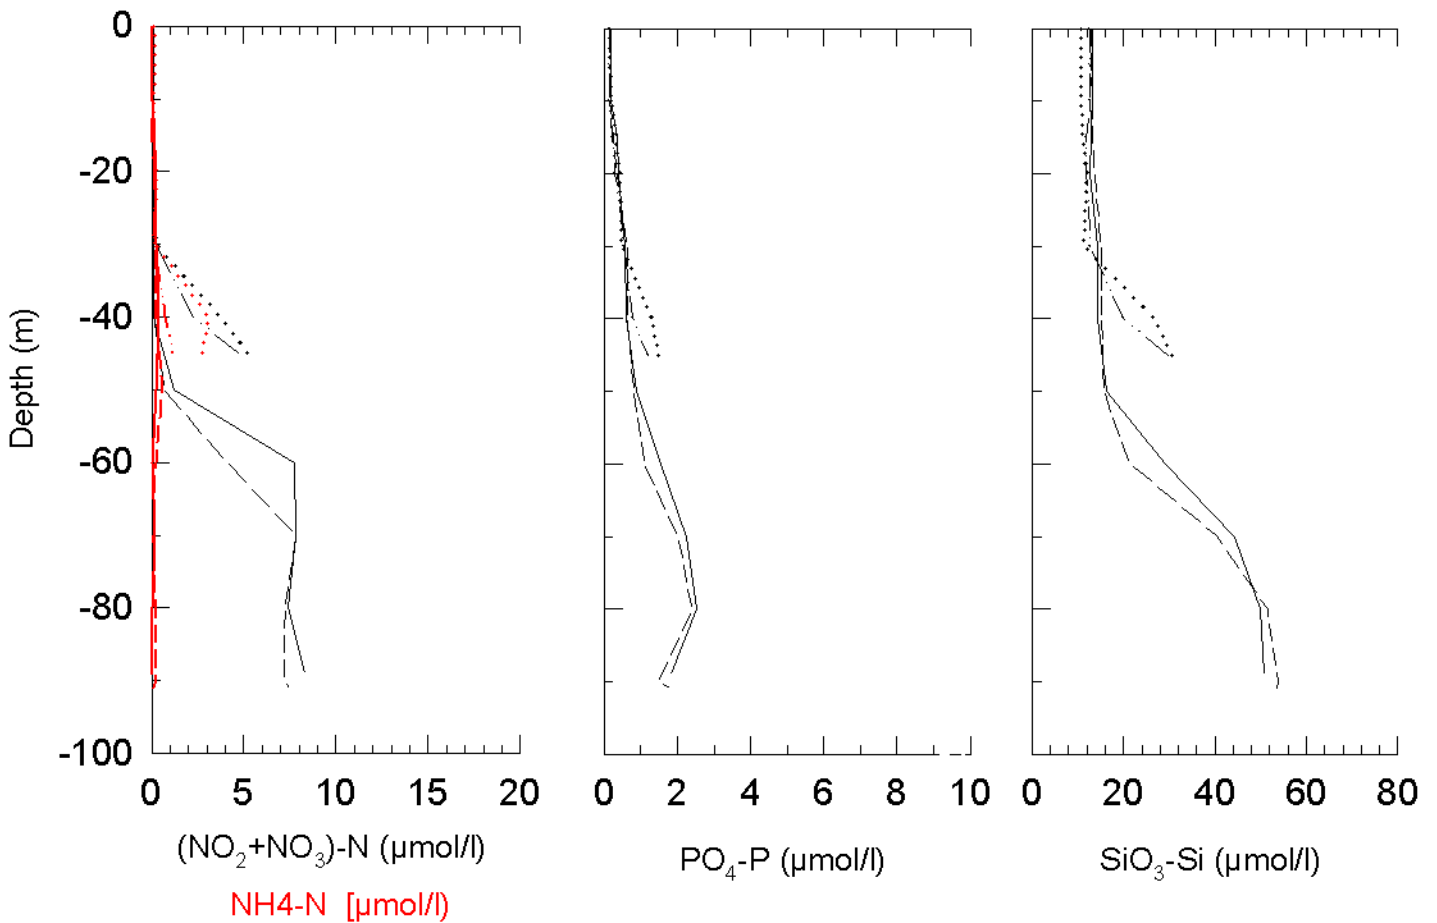 Depth (m)
0
-20
-40
-60
-80
-100
0 5 10 15 20
0 2 4 6 8 10
0 20 40 60 80
(NO₂+NO₃)-N (µmol/l)
NH4-N [µmol/l)
PO₄-P (µmol/l)
SiO₃-Si (µmol/l)